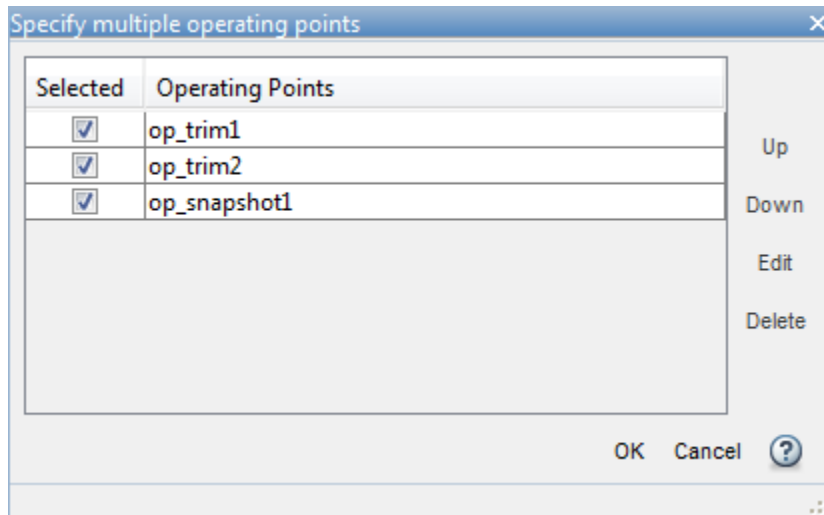 Specify multiple operating points
Selected Operating Points
op_trim1
op_trim2
op_snapshot1
Up
Down
Edit
Delete
OK Cancel ?